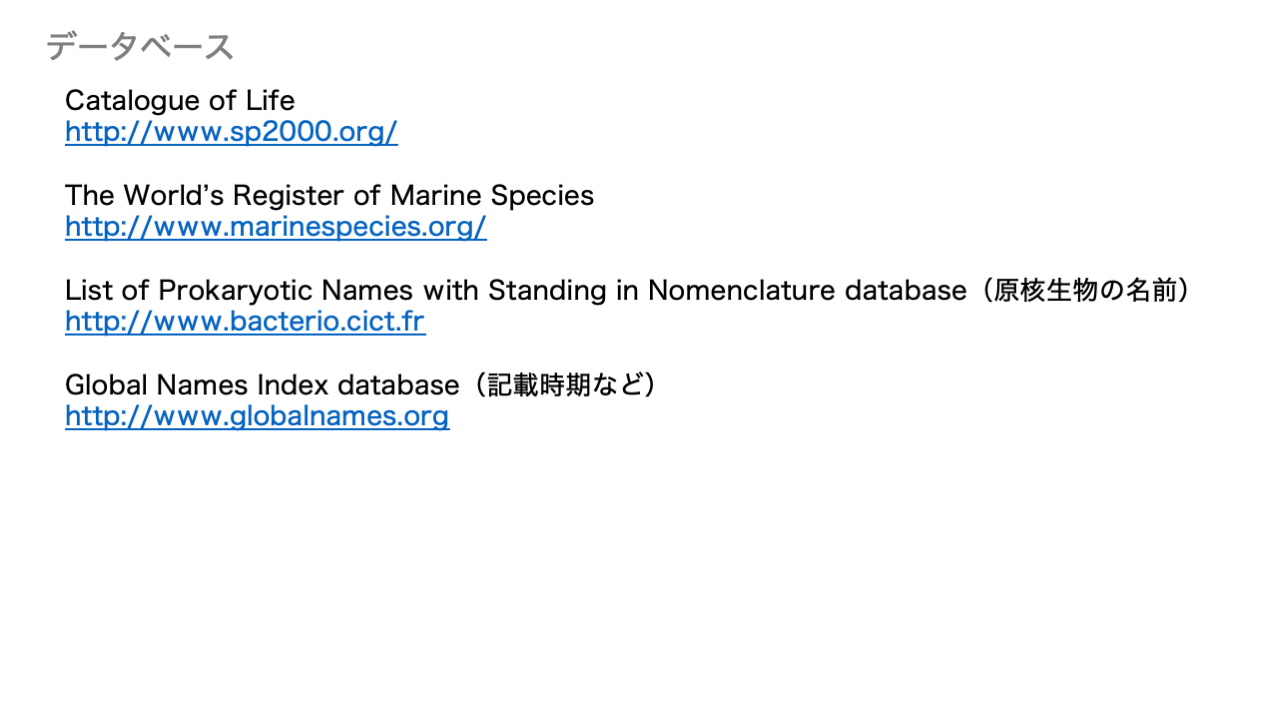 データベース
Catalogue of Life
http://www.sp2000.org/
The World’s Register of Marine Species
http://www.marinespecies.org/
List of Prokaryotic Names with Standing in Nomenclature database（原核生物の名前）
http://www.bacterio.cict.fr
Global Names Index database（記載時期など）
http://www.globalnames.org